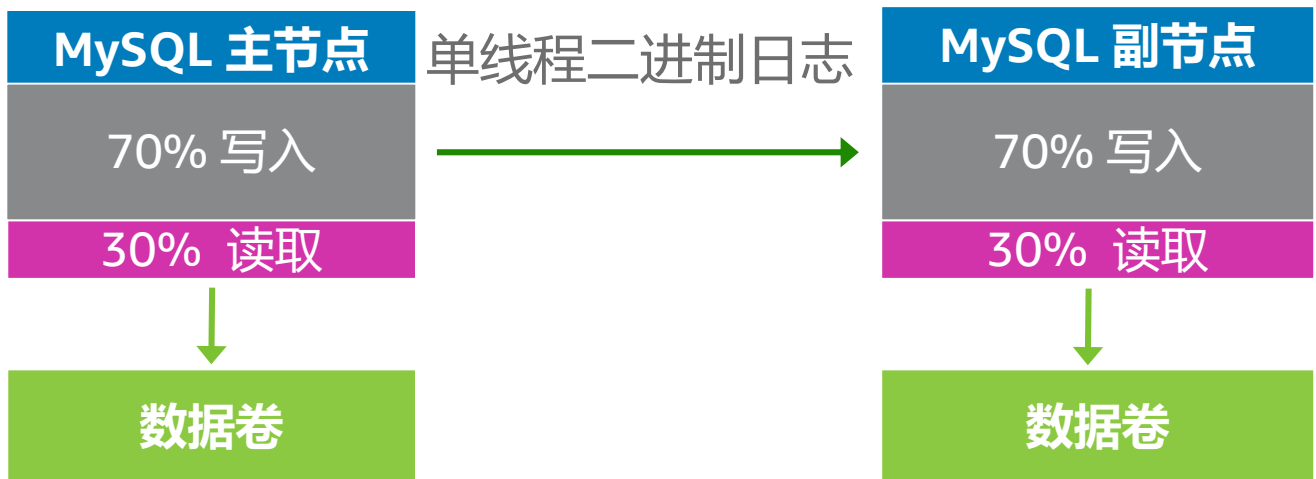 MySQL 主节点
单线程二进制日志
MySQL 副节点
70% 写入
70% 写入
30% 读取
30% 读取
数据卷
数据卷